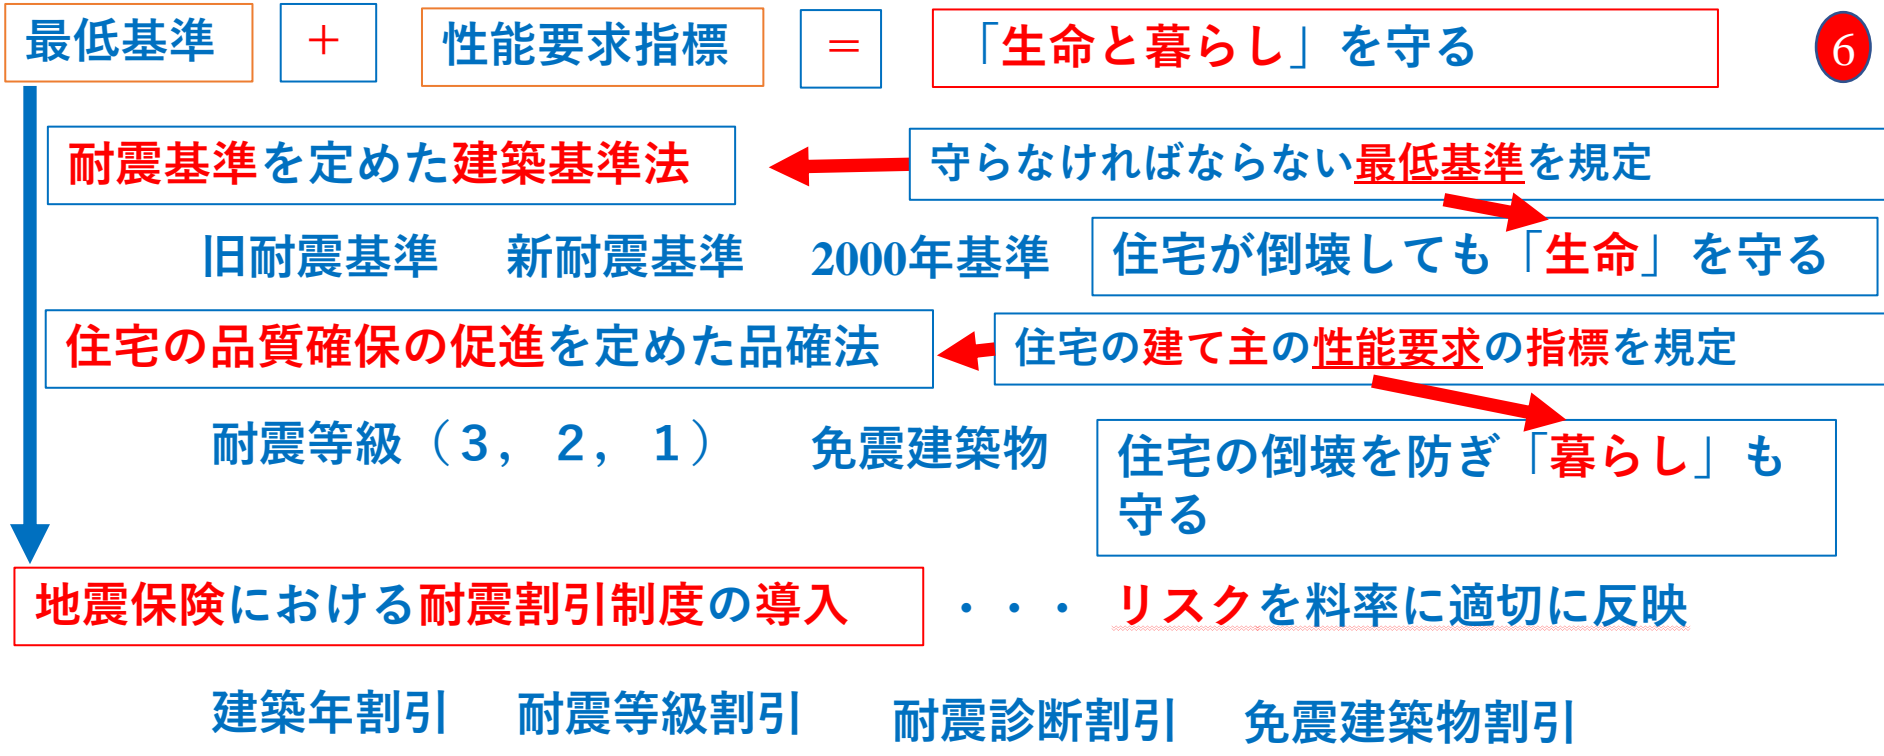 最低基準 ＋ 性能要求指標 ＝ 「生命と暮らし」を守る 6
耐震基準を定めた建築基準法 守らなければならない最低基準を規定
旧耐震基準 新耐震基準 2000年基準 住宅が倒壊しても「生命」を守る
住宅の品質確保の促進を定めた品確法 住宅の建て主の性能要求の指標を規定
耐震等級（３，２，１） 免震建築物 住宅の倒壊を防ぎ「暮らし」も
守る
地震保険における耐震割引制度の導入 ・・・ リスクを料率に適切に反映
建築年割引 耐震等級割引 耐震診断割引 免震建築物割引